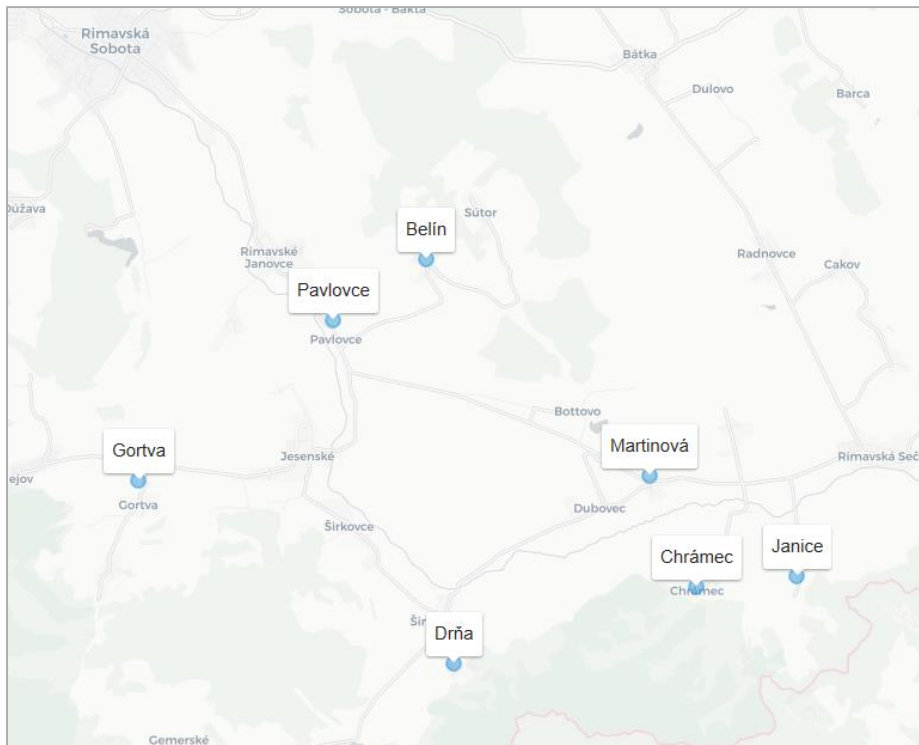 Sobota - Bakta
Rimavská
Sobota
Bátka
Dulovo
Barca
Dúžava
Sútor
Belín
Rimavské
Janovce
Radnovce
Cakov
Pavlovce
Pavlovce
Bottovo
Gortva
Martinová
Jesenské
Rimavská Seč
ejov
Gortva
Dubovec
Širkovce
Chrámec
Janice
Chrámec
Drňa
Gemerské